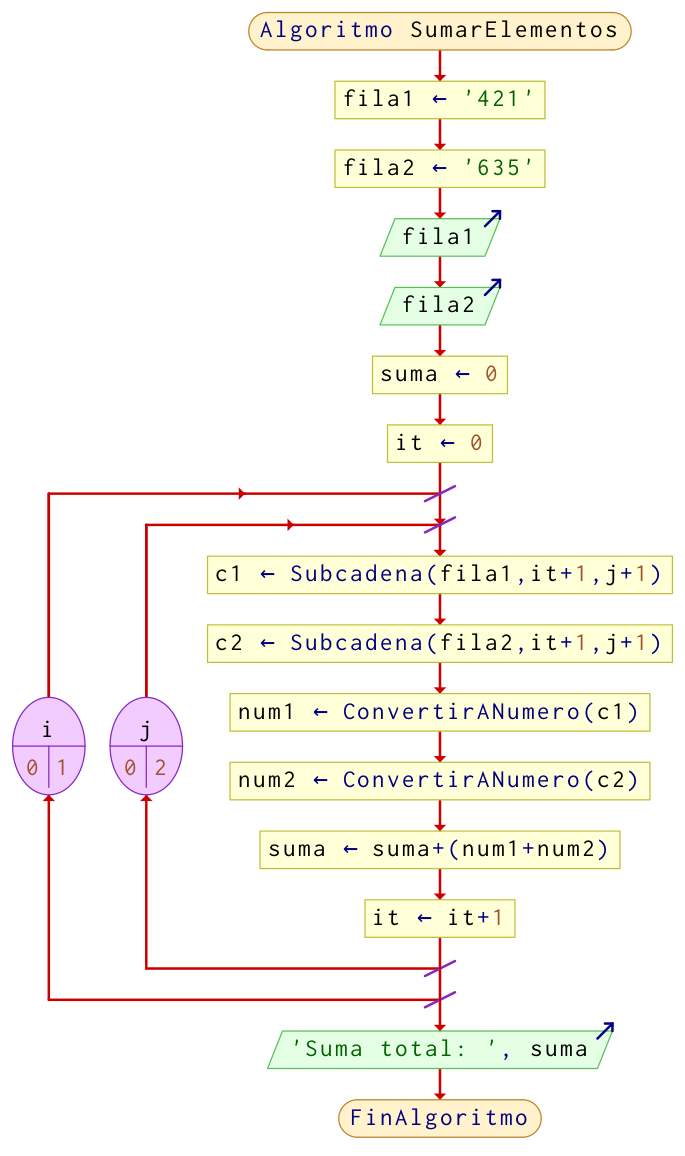 Algoritmo SumarElementos
fila1 ← '421'
fila2 ← '635'
fila1
fila2
suma ← 0
it ← 0
c1 ← Subcadena(fila1,it+1,j+1)
c2 ← Subcadena(fila2,it+1,j+1)
num1 ← ConvertirANumero(c1)
i
0 1
j
0 2
num2 ← ConvertirANumero(c2)
suma ← suma+(num1+num2)
it ← it+1
'Suma total: ', suma
FinAlgoritmo